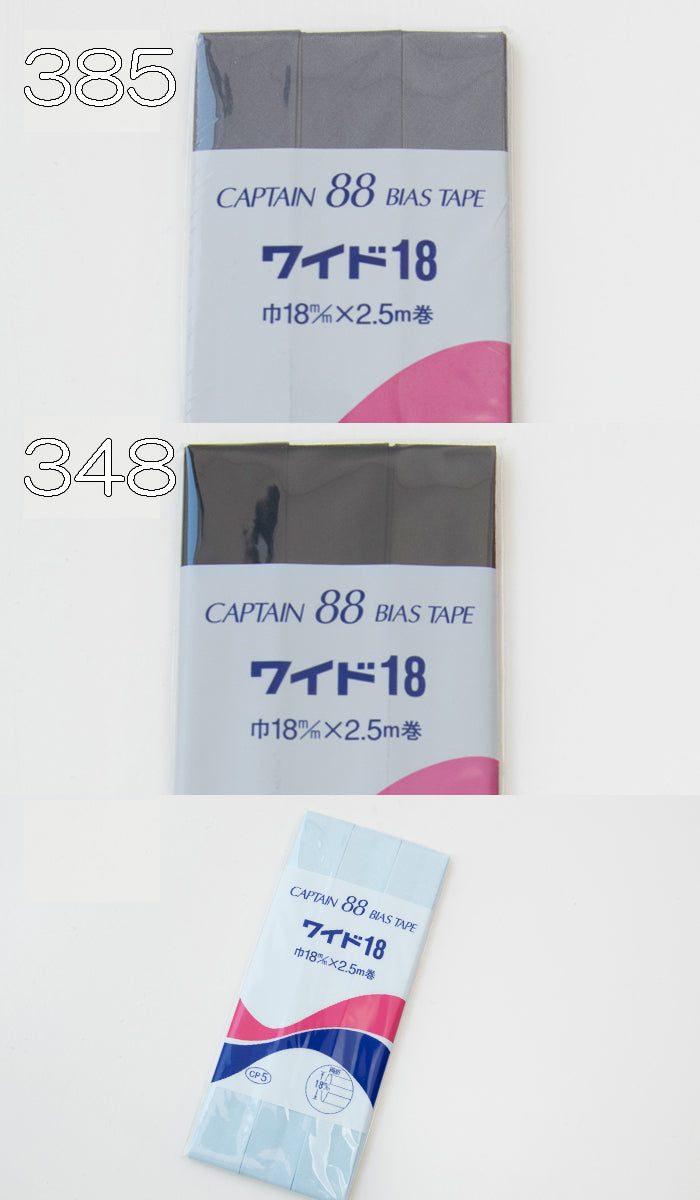 385
CAPTAIN 88 BIAS TAPE
ワイド18
巾18m/m×2.5m巻
348
CAPTAIN 88 BIAS TAPE
ワイド18
巾18m/m×2.5m巻
CAPTAIN 88 BIAS TAPE
ワイド18
巾18m/m×2.5m巻
CP5
18m/m